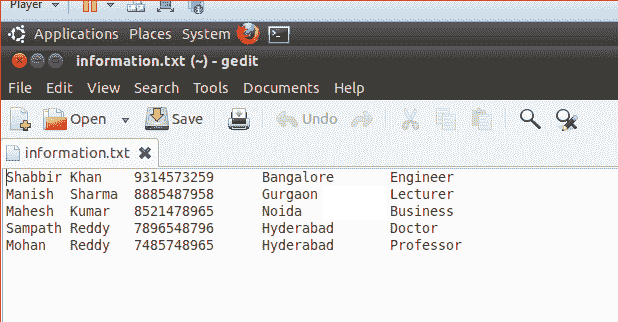 Player
Applications Places System
information.txt (~) - gedit
File Edit View Search Tools Documents Help
Open Save Undo
information.txt
Shabbir Khan 9314573259 Bangalore Engineer
Manish Sharma 8885487958 Gurgaon Lecturer
Mahesh Kumar 8521478965 Noida Business
Sampath Reddy 7896548796 Hyderabad Doctor
Mohan Reddy 7485748965 Hyderabad Professor